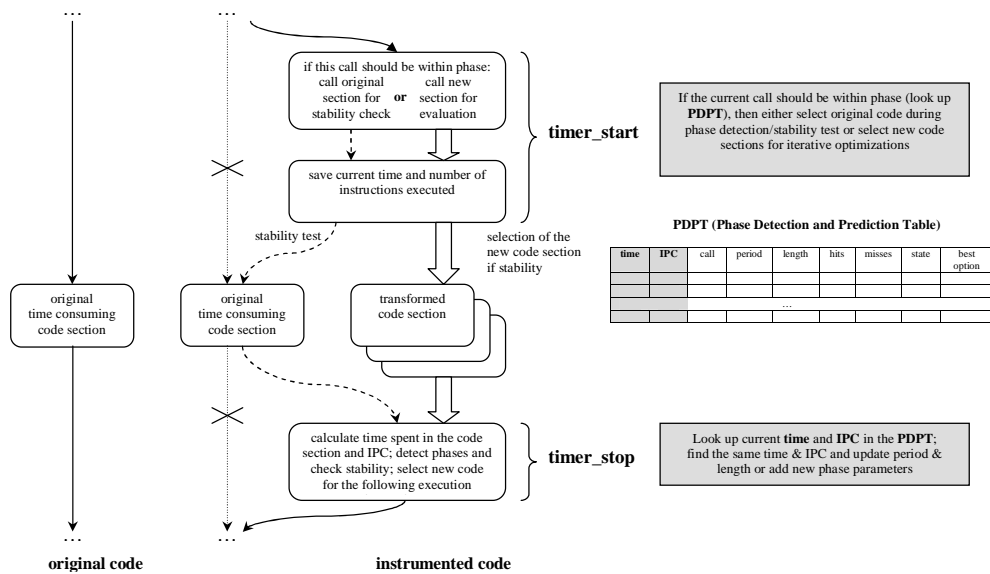 ...
...
...
if this call should be within phase:
call original
section for
stability check
or
call new
section for
evaluation
timer_start
If the current call should be within phase (look up
PDPT), then either select original code during
phase detection/stability test or select new code
sections for iterative optimizations
save current time and number of
instructions executed
stability test
selection of the
new code section
if stability
PDPT (Phase Detection and Prediction Table)
time IPC call period length hits misses state best option
...
original
time consuming
code section
original
time consuming
code section
transformed
code section
calculate time spent in the code
section and IPC; detect phases and
check stability; select new code
for the following execution
timer_stop
Look up current time and IPC in the PDPT;
find the same time & IPC and update period &
length or add new phase parameters
...
...
original code
instrumented code